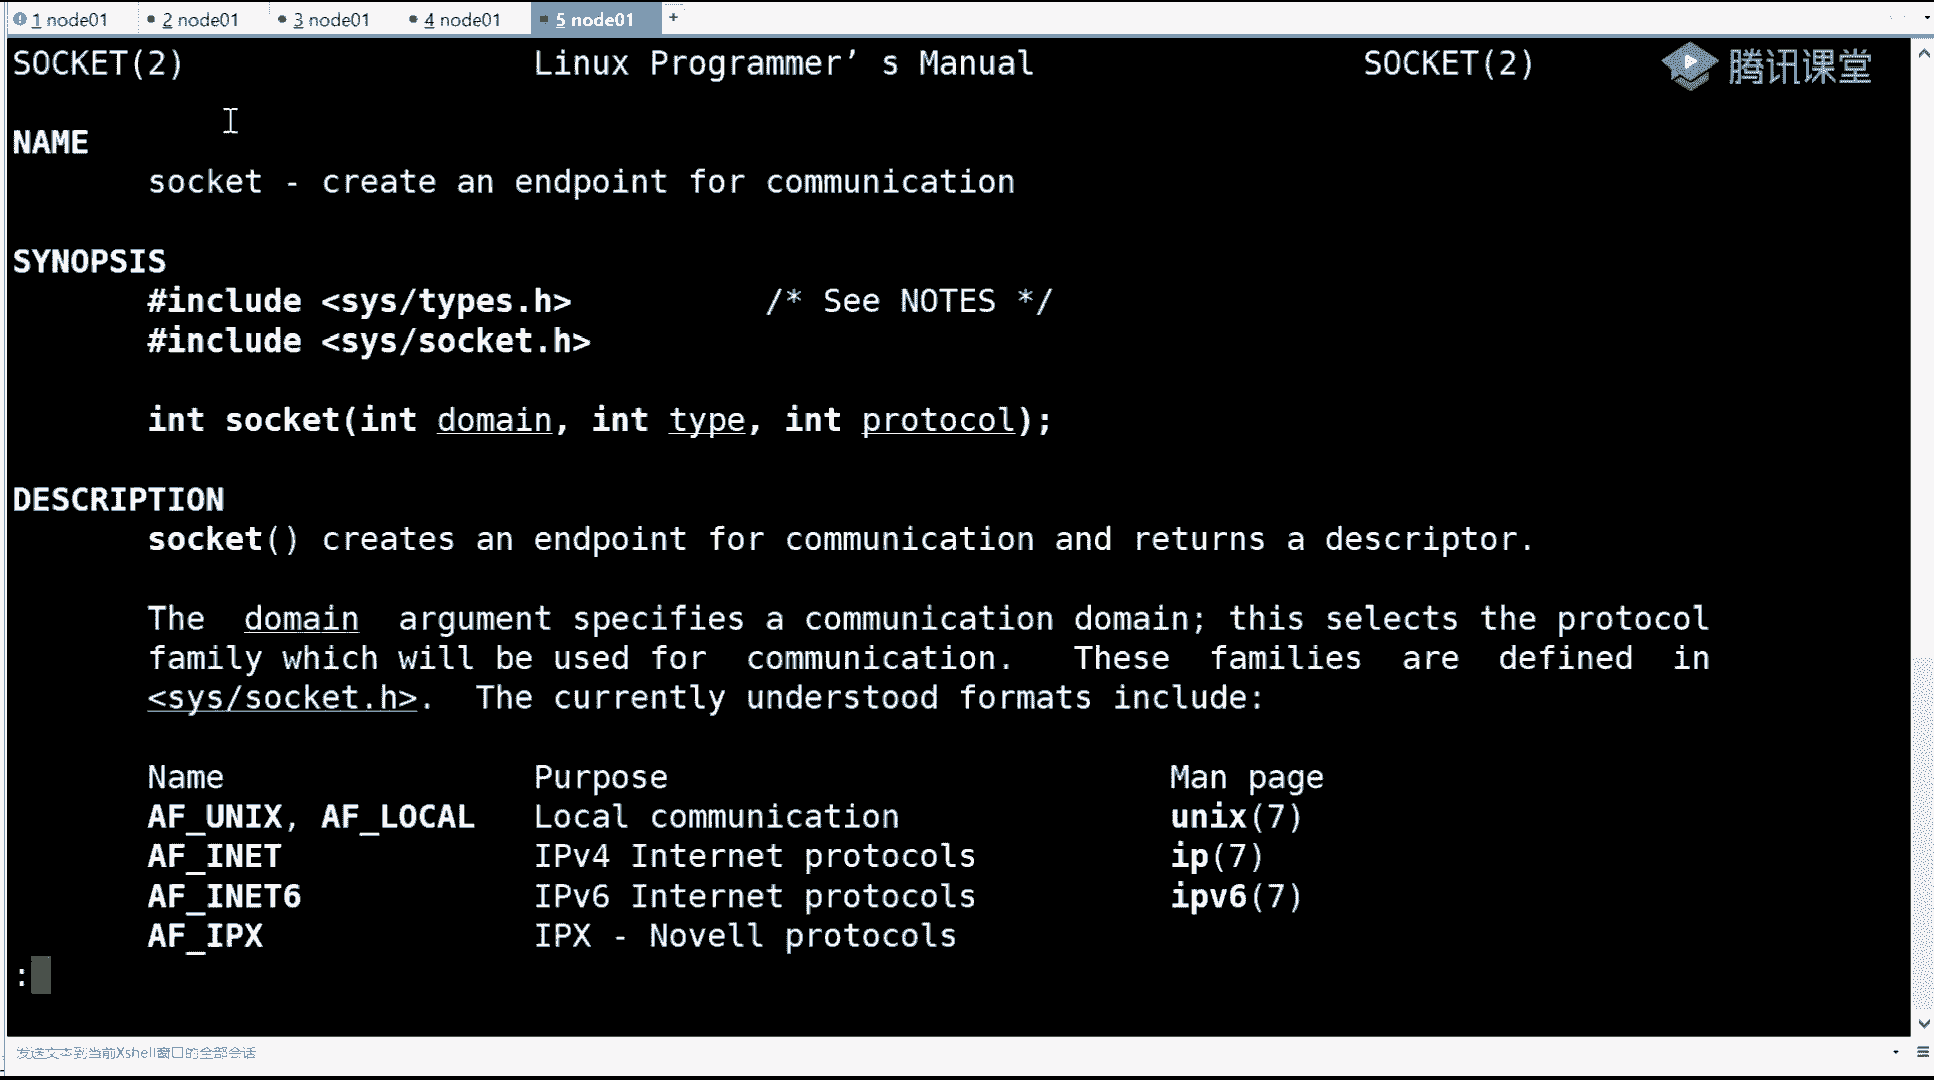 1 node01 2 node01 3 node01 4 node01 5 node01 +
SOCKET(2) Linux Programmer’ s Manual SOCKET(2)
腾讯课堂
NAME
socket - create an endpoint for communication
SYNOPSIS
#include <sys/types.h> /* See NOTES */
#include <sys/socket.h>
int socket(int domain, int type, int protocol);
DESCRIPTION
socket() creates an endpoint for communication and returns a descriptor.
The domain argument specifies a communication domain; this selects the protocol
family which will be used for communication. These families are defined in
<sys/socket.h>. The currently understood formats include:
Name Purpose Man page
AF_UNIX, AF_LOCAL Local communication unix(7)
AF_INET IPv4 Internet protocols ip(7)
AF_INET6 IPv6 Internet protocols ipv6(7)
AF_IPX IPX - Novell protocols
:
发送文本到当前Xshell窗口的全部会话